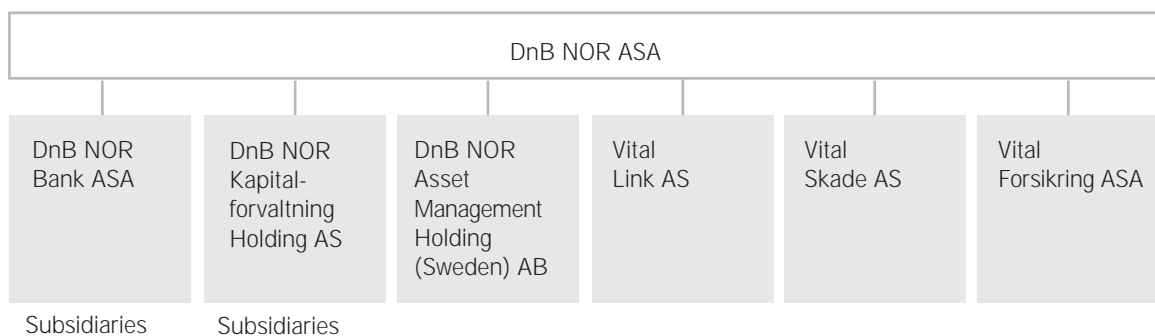 DnB NOR ASA
DnB NOR
Bank ASA
DnB NOR
Kapital-
forvaltning
Holding AS
DnB NOR
Asset
Management
Holding
(Sweden) AB
Vital
Link AS
Vital
Skade AS
Vital
Forsikring ASA
Subsidiaries
Subsidiaries